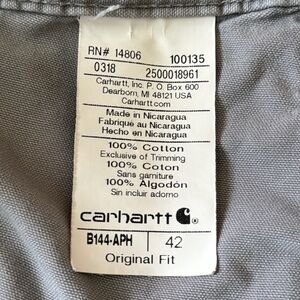 RN# 14806 100135
0318 2500018961
Carhartt, Inc. P. O. Box 600
Dearborn, MI 48121 USA
Carhartt.com
Made in Nicaragua
Fabriqué au Nicaragua
Hecho en Nicaragua
100% Cotton
Exclusive of Trimming
100% Coton
Sans garniture
100% Algodón
Sin incluir adorno
carhartt ®
B144-APH 42
Original Fit